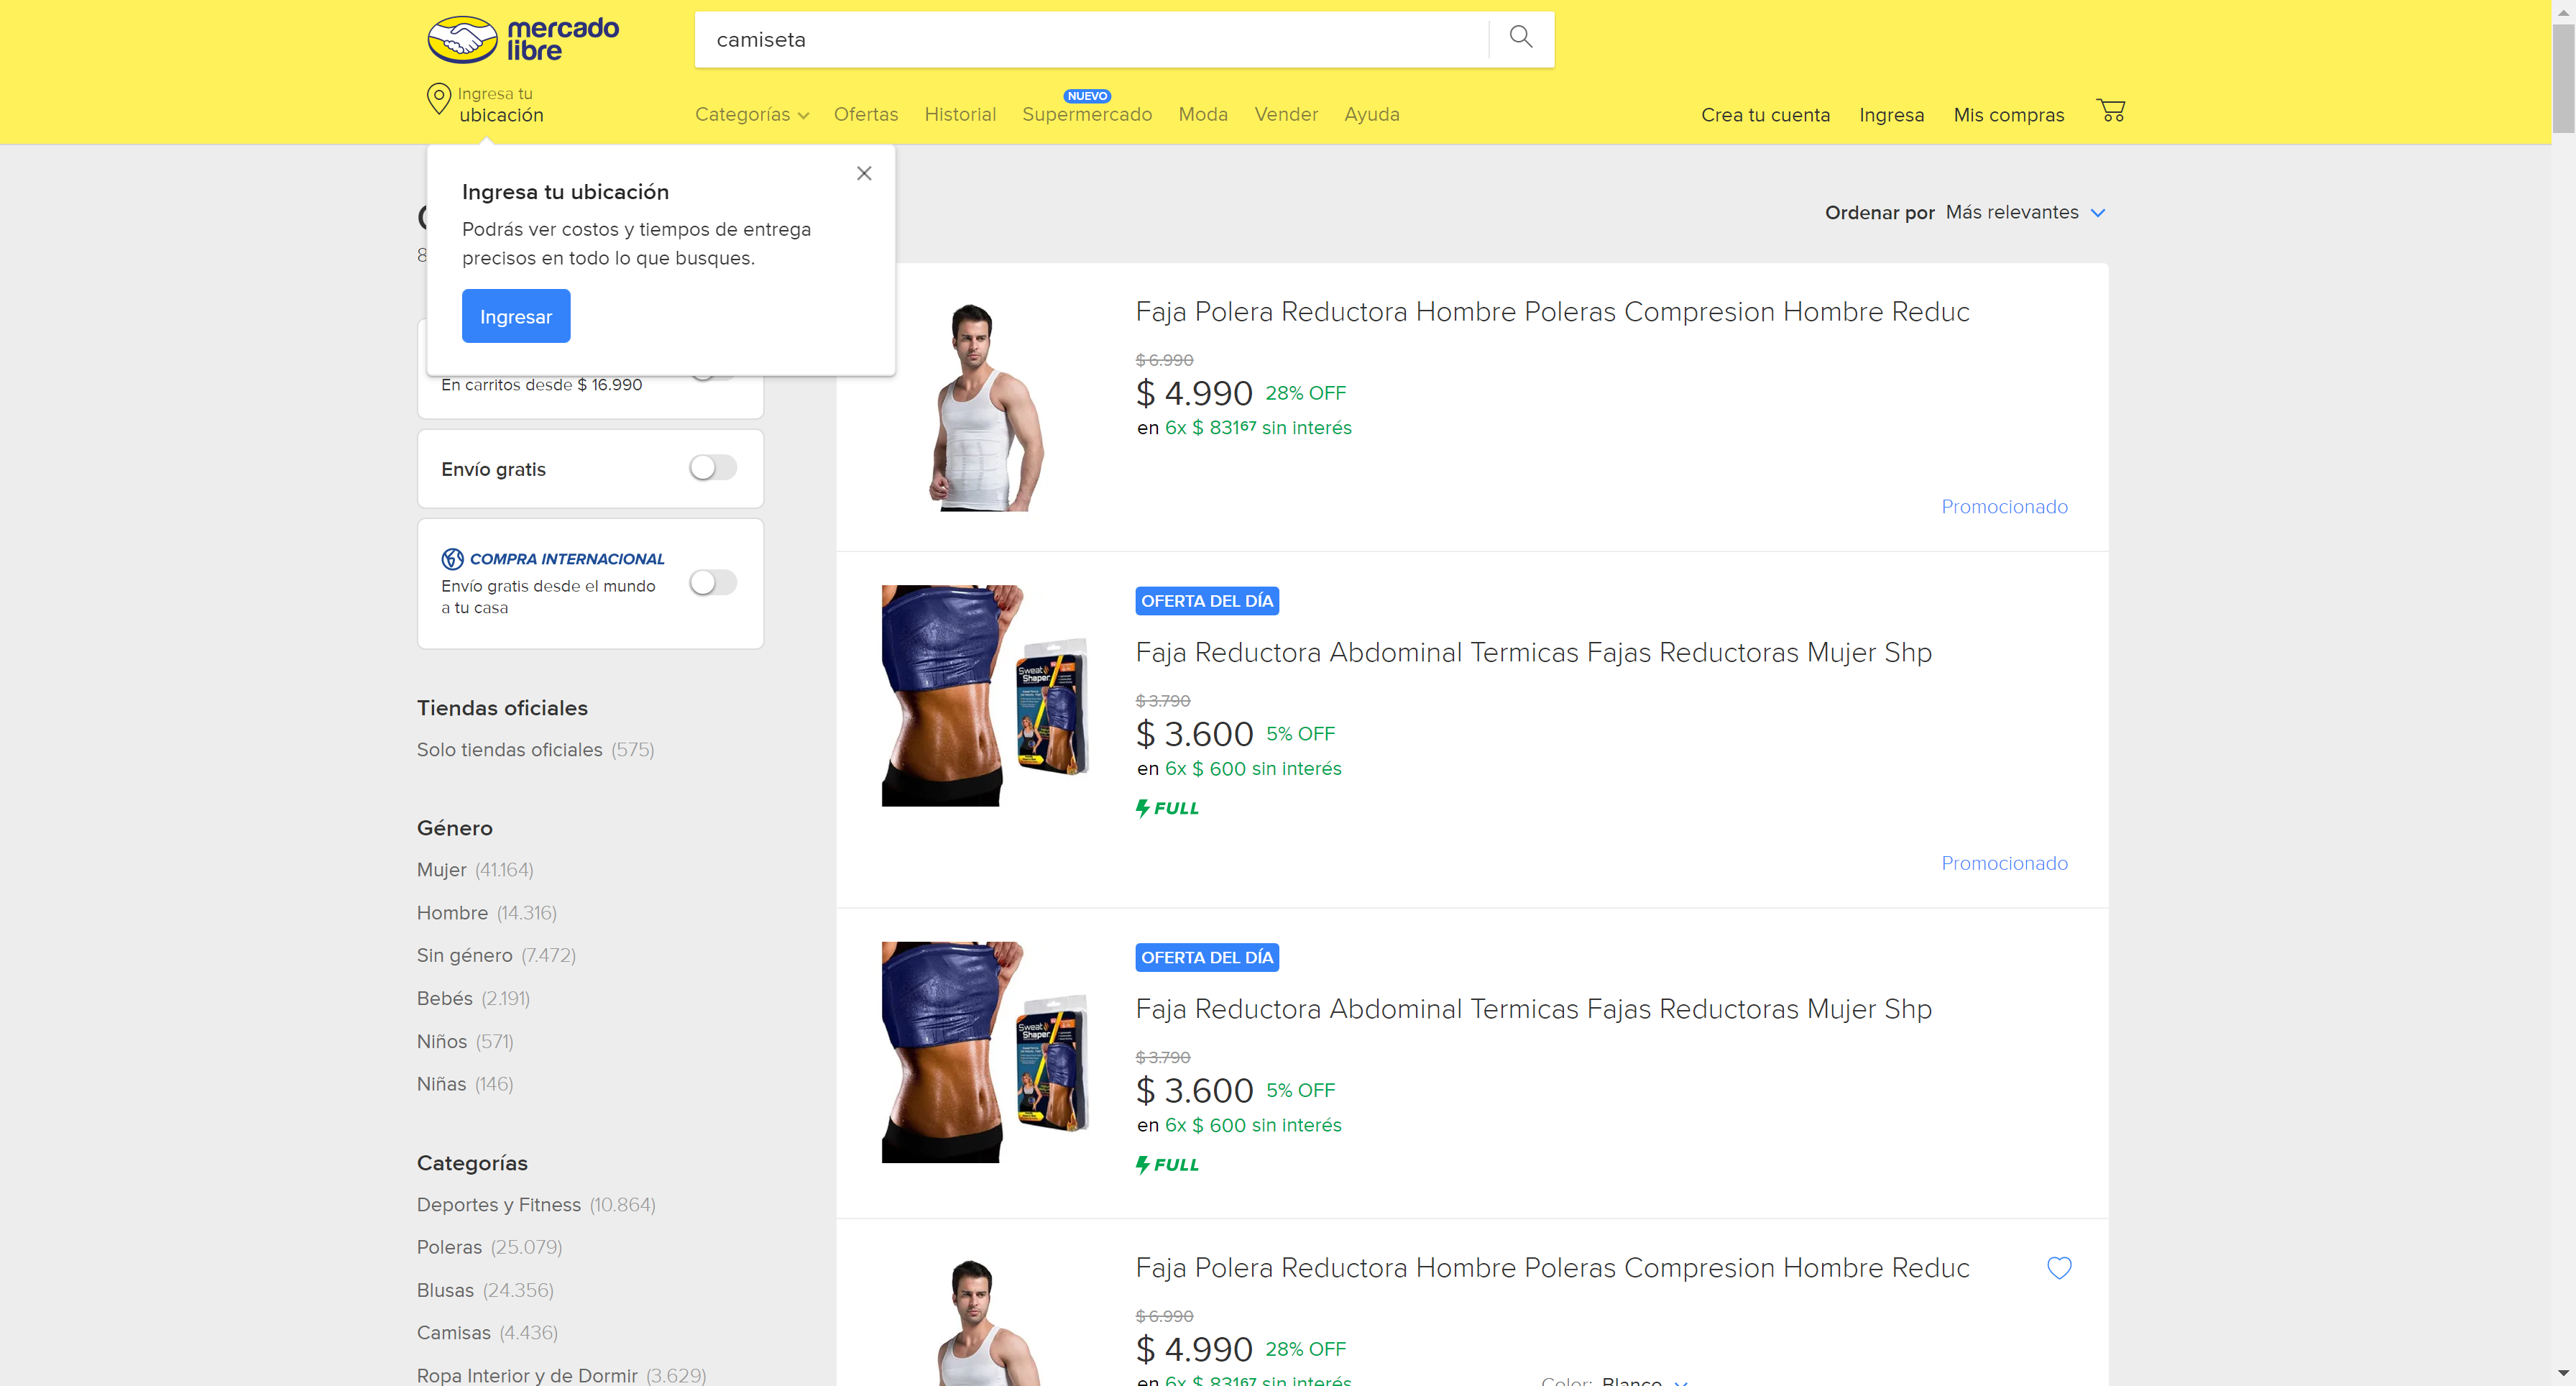 mercado
libre
camiseta
Ingresa tu
ubicación
Categorías
Ofertas
Historial
NUEVO
Supermercado
Moda
Vender
Ayuda
Crea tu cuenta
Ingresa
Mis compras
Ingresa tu ubicación
Podrás ver costos y tiempos de entrega
precisos en todo lo que busques.
Ingresar
Ordenar por Más relevantes
En carritos desde $ 16.990
Envío gratis
COMPRA INTERNACIONAL
Envío gratis desde el mundo
a tu casa
Tiendas oficiales
Solo tiendas oficiales (575)
Género
Mujer (41.164)
Hombre (14.316)
Sin género (7.472)
Bebés (2.191)
Niños (571)
Niñas (146)
Categorías
Deportes y Fitness (10.864)
Poleras (25.079)
Blusas (24.356)
Camisas (4.436)
Ropa Interior y de Dormir (3.629)
Faja Polera Reductora Hombre Poleras Compresion Hombre Reduc
$ 6.990
$ 4.990 28% OFF
en 6x $ 831⁶⁷ sin interés
Promocionado
Sweat
Shaper
OFERTA DEL DÍA
Faja Reductora Abdominal Termicas Fajas Reductoras Mujer Shp
$ 3.790
$ 3.600 5% OFF
en 6x $ 600 sin interés
FULL
Promocionado
Sweat
Shaper
OFERTA DEL DÍA
Faja Reductora Abdominal Termicas Fajas Reductoras Mujer Shp
$ 3.790
$ 3.600 5% OFF
en 6x $ 600 sin interés
FULL
Faja Polera Reductora Hombre Poleras Compresion Hombre Reduc
$ 6.990
$ 4.990 28% OFF
en 6x $ 831⁶⁷ sin interés
Color: Blanco